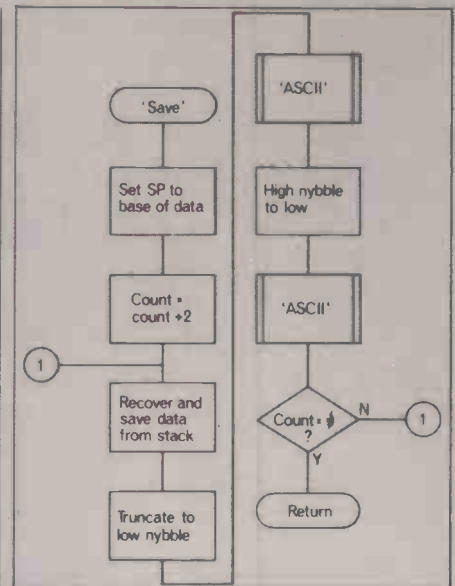 'Save'
Set SP to
base of data
Count =
count +2
1
Recover and
save data
from stack
Truncate to
low nybble
'ASCII'
High nybble
to low
'ASCII'
Count = 0
?
N
1
Y
Return